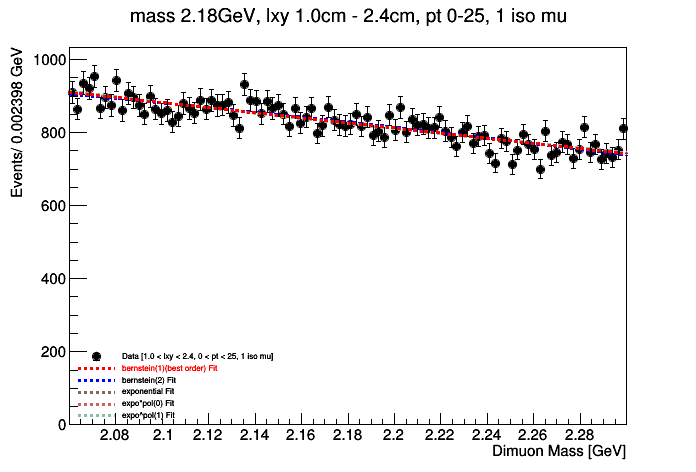 mass 2.18GeV, lxy 1.0cm - 2.4cm, pt 0-25, 1 iso mu
Events/ 0.002398 GeV
1000
800
600
400
200
0
Data [1.0 < lxy < 2.4, 0 < pt < 25, 1 iso mu]
bernstein(1)(best order) Fit
bernstein(2) Fit
exponential Fit
expo*pol(0) Fit
expo*pol(1) Fit
2.08 2.1 2.12 2.14 2.16 2.18 2.2 2.22 2.24 2.26 2.28
Dimuon Mass [GeV]